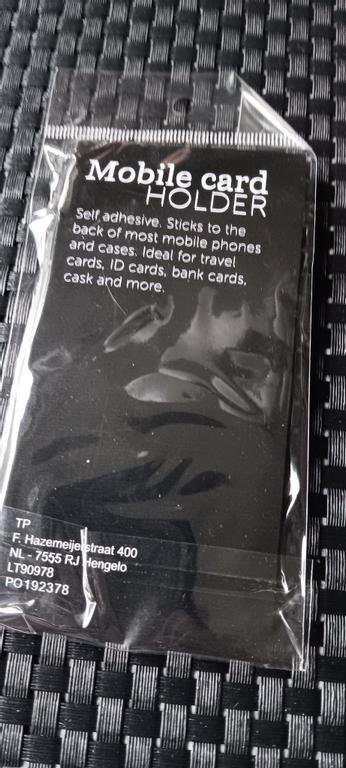 Mobile card
HOLDER
Self adhesive. Sticks to the
back of most mobile phones
and cases. Ideal for travel
cards, ID cards, bank cards,
cask and more.
TP
F. Hazemeijerstraat 400
NL - 7555 RJ Hengelo
LT90978
PO192378